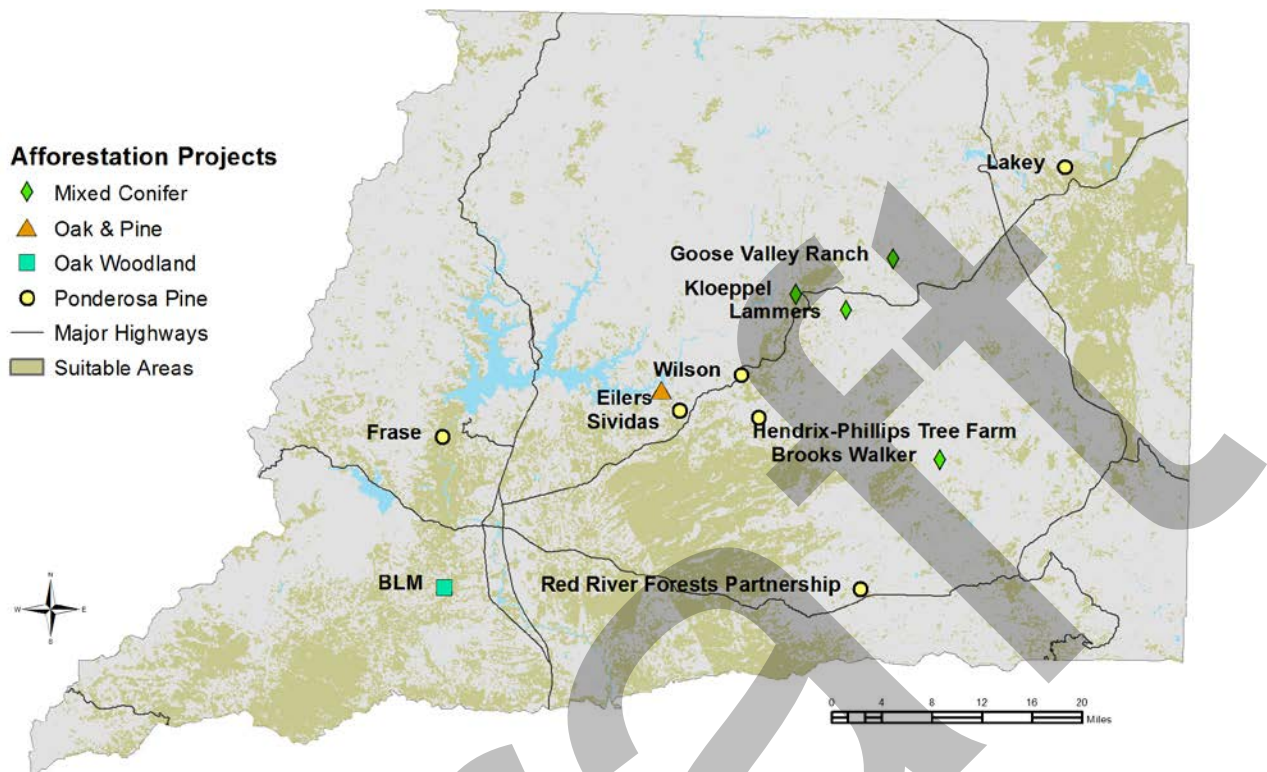 Afforestation Projects
Mixed Conifer
Oak & Pine
Oak Woodland
Ponderosa Pine
Major Highways
Suitable Areas
Lakey
Goose Valley Ranch
Kloeppel
Lammers
Wilson
Eilers
Sividas
Frase
Hendrix-Phillips Tree Farm
Brooks Walker
BLM
Red River Forests Partnership
N
W E
S
0 4 8 12 16 20
Miles